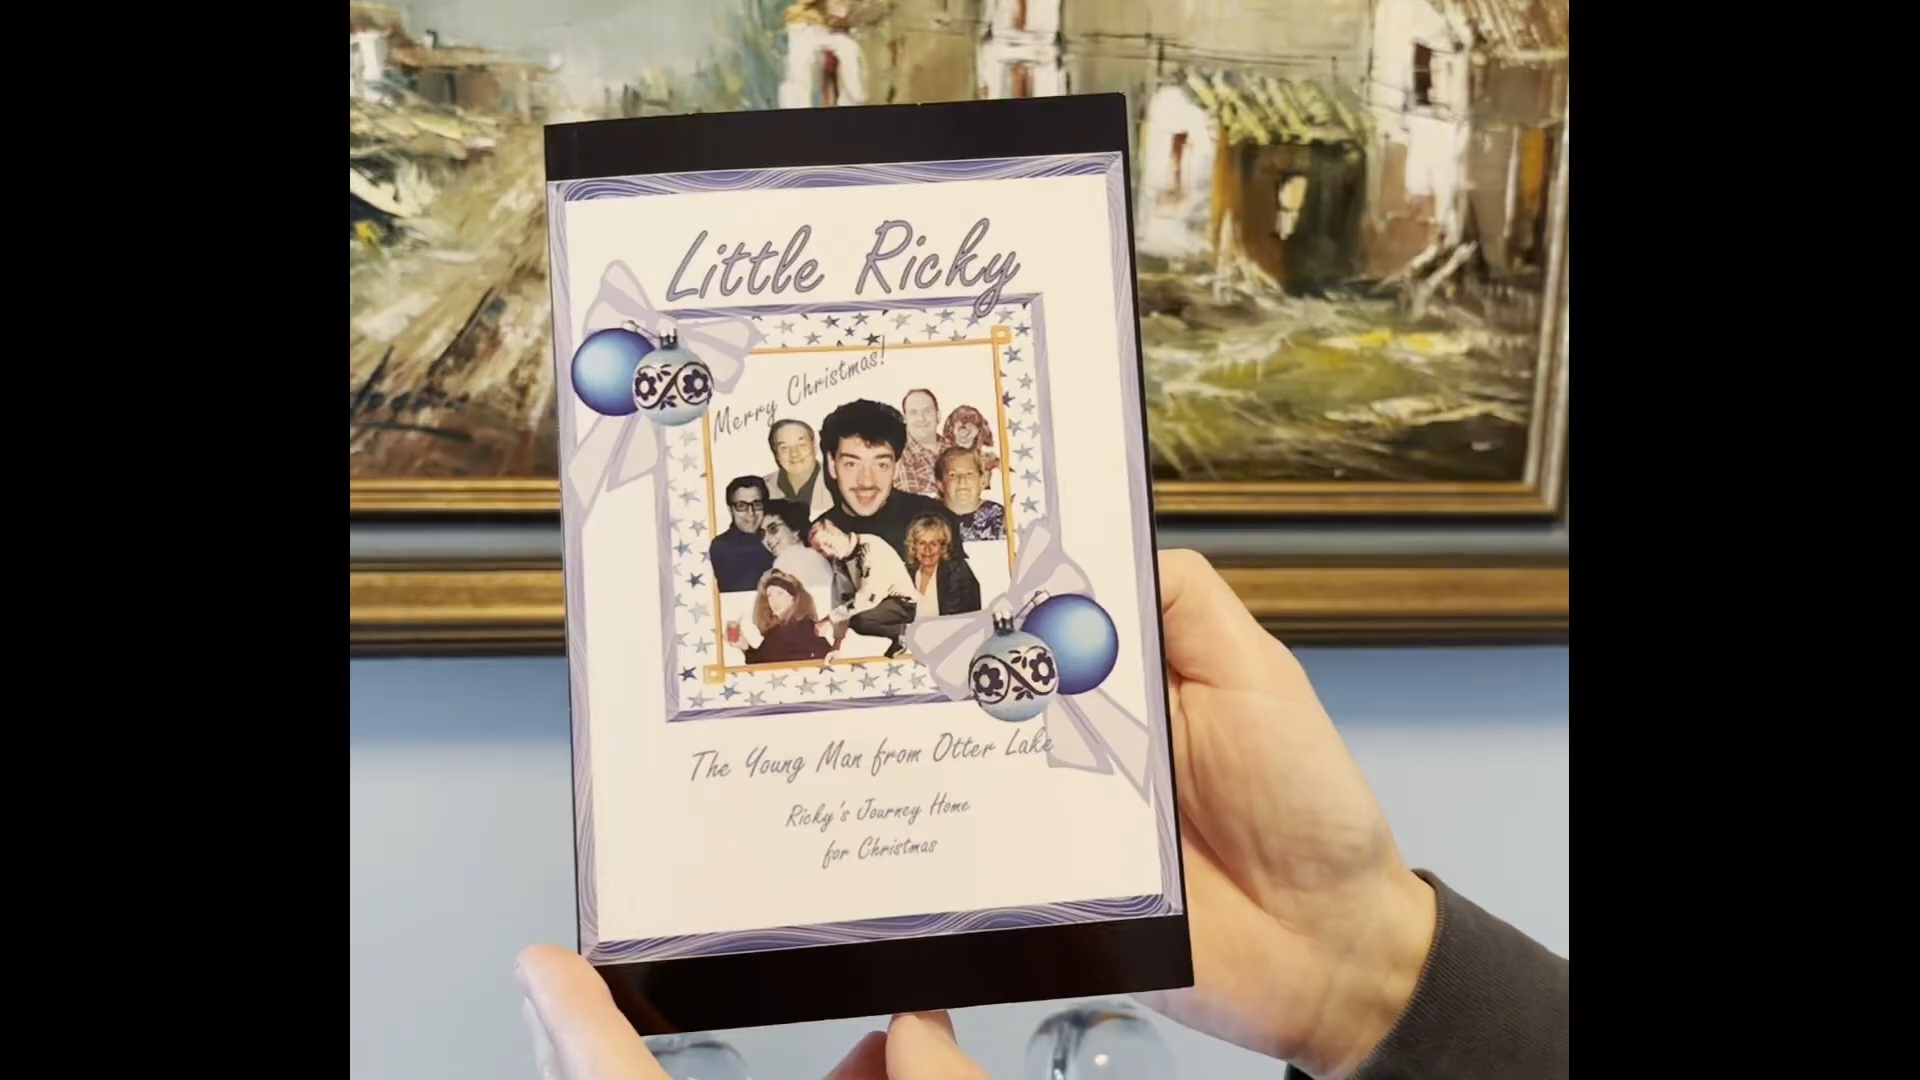 Little Ricky
Merry Christmas!
The Young Man from Otter Lake
Ricky's Journey Home
for Christmas